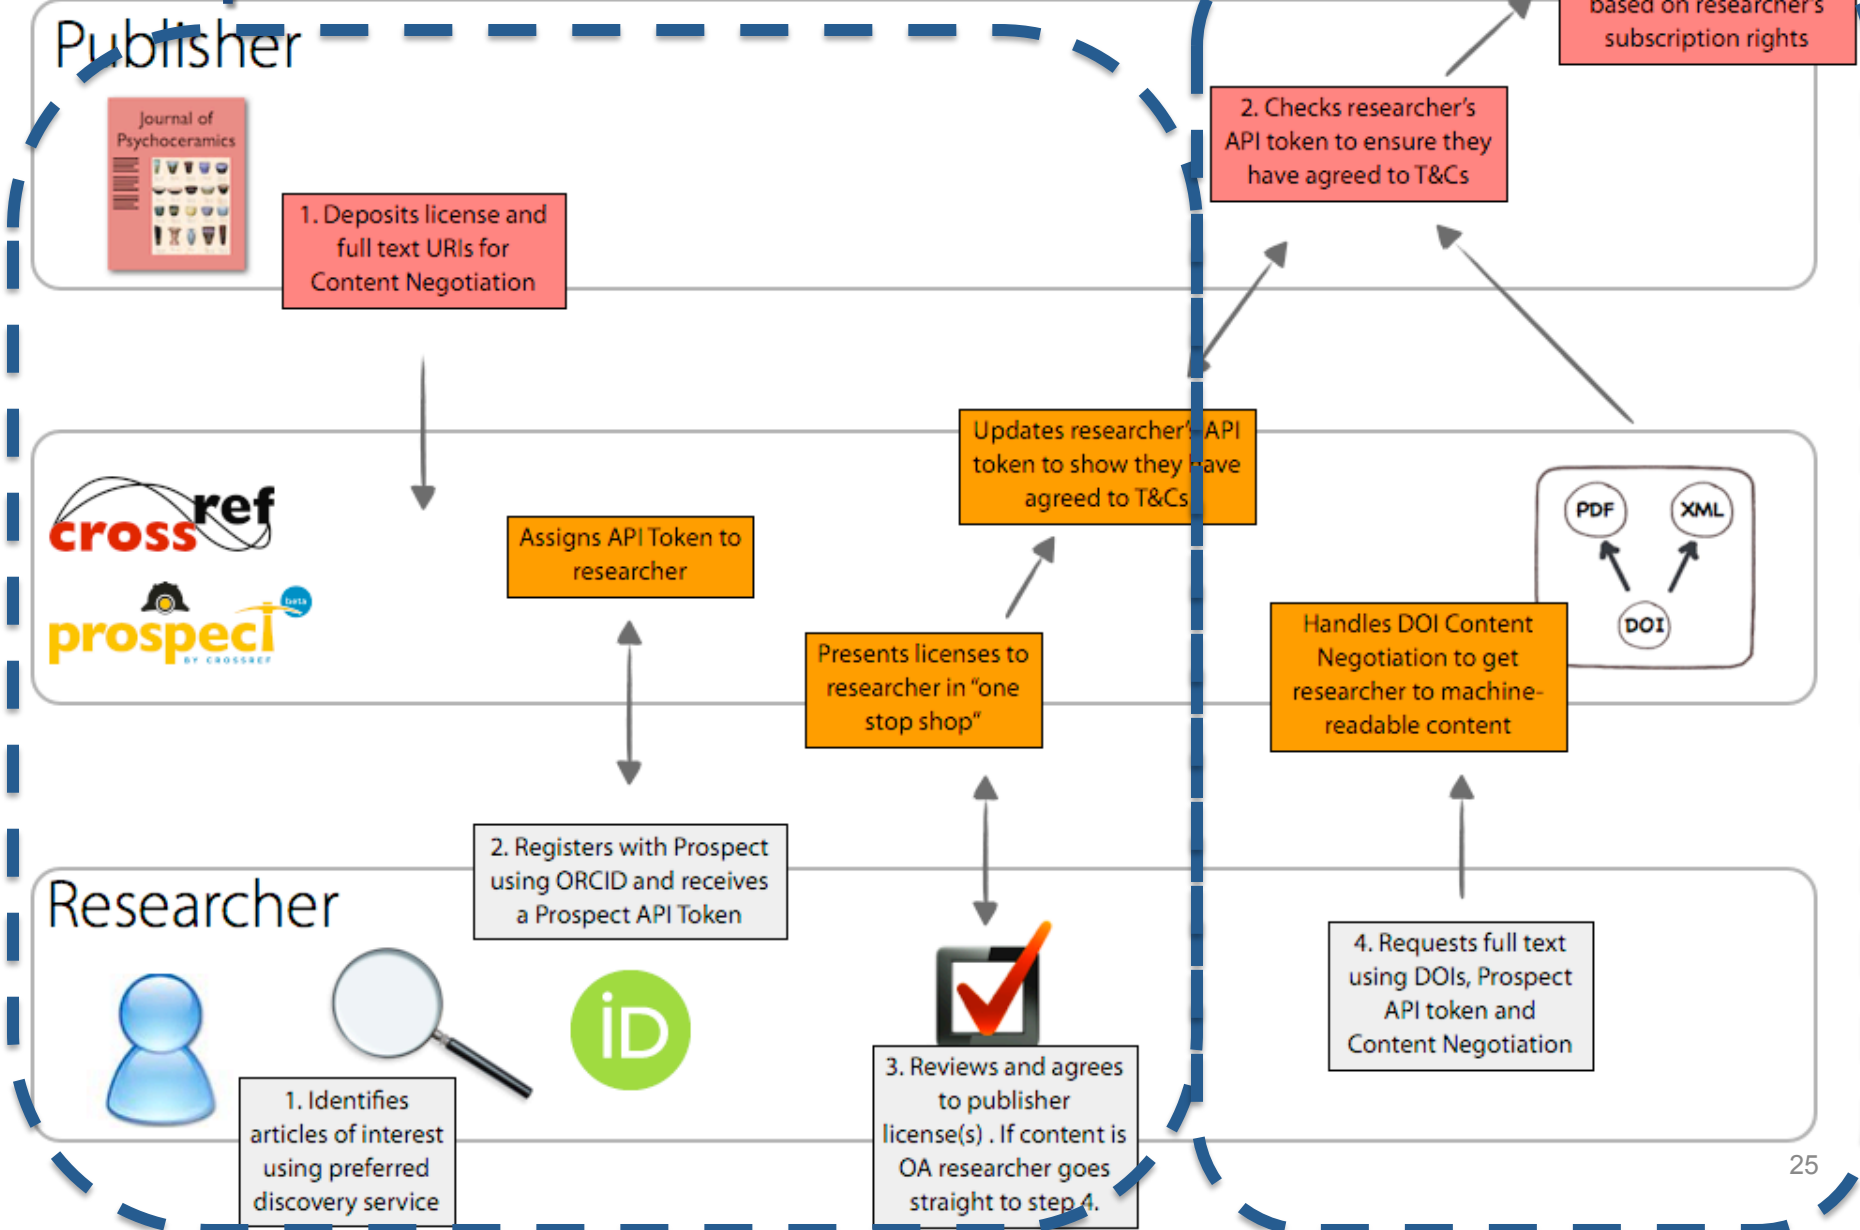 Publisher
based on researcher's
subscription rights
2. Checks researcher's
API token to ensure they
have agreed to T&Cs
Journal of
Psychoceramics
1. Deposits license and
full text URIs for
Content Negotiation
Updates researcher's API
token to show they have
agreed to T&Cs
crossref
Assigns API Token to
researcher
prospect
beta
BY CROSSREF
Presents licenses to
researcher in “one
stop shop”
PDF
XML
DOI
Handles DOI Content
Negotiation to get
researcher to machine-
readable content
Researcher
2. Registers with Prospect
using ORCID and receives
a Prospect API Token
iD
1. Identifies
articles of interest
using preferred
discovery service
3. Reviews and agrees
to publisher
license(s) . If content is
OA researcher goes
straight to step 4.
4. Requests full text
using DOIs, Prospect
API token and
Content Negotiation
25